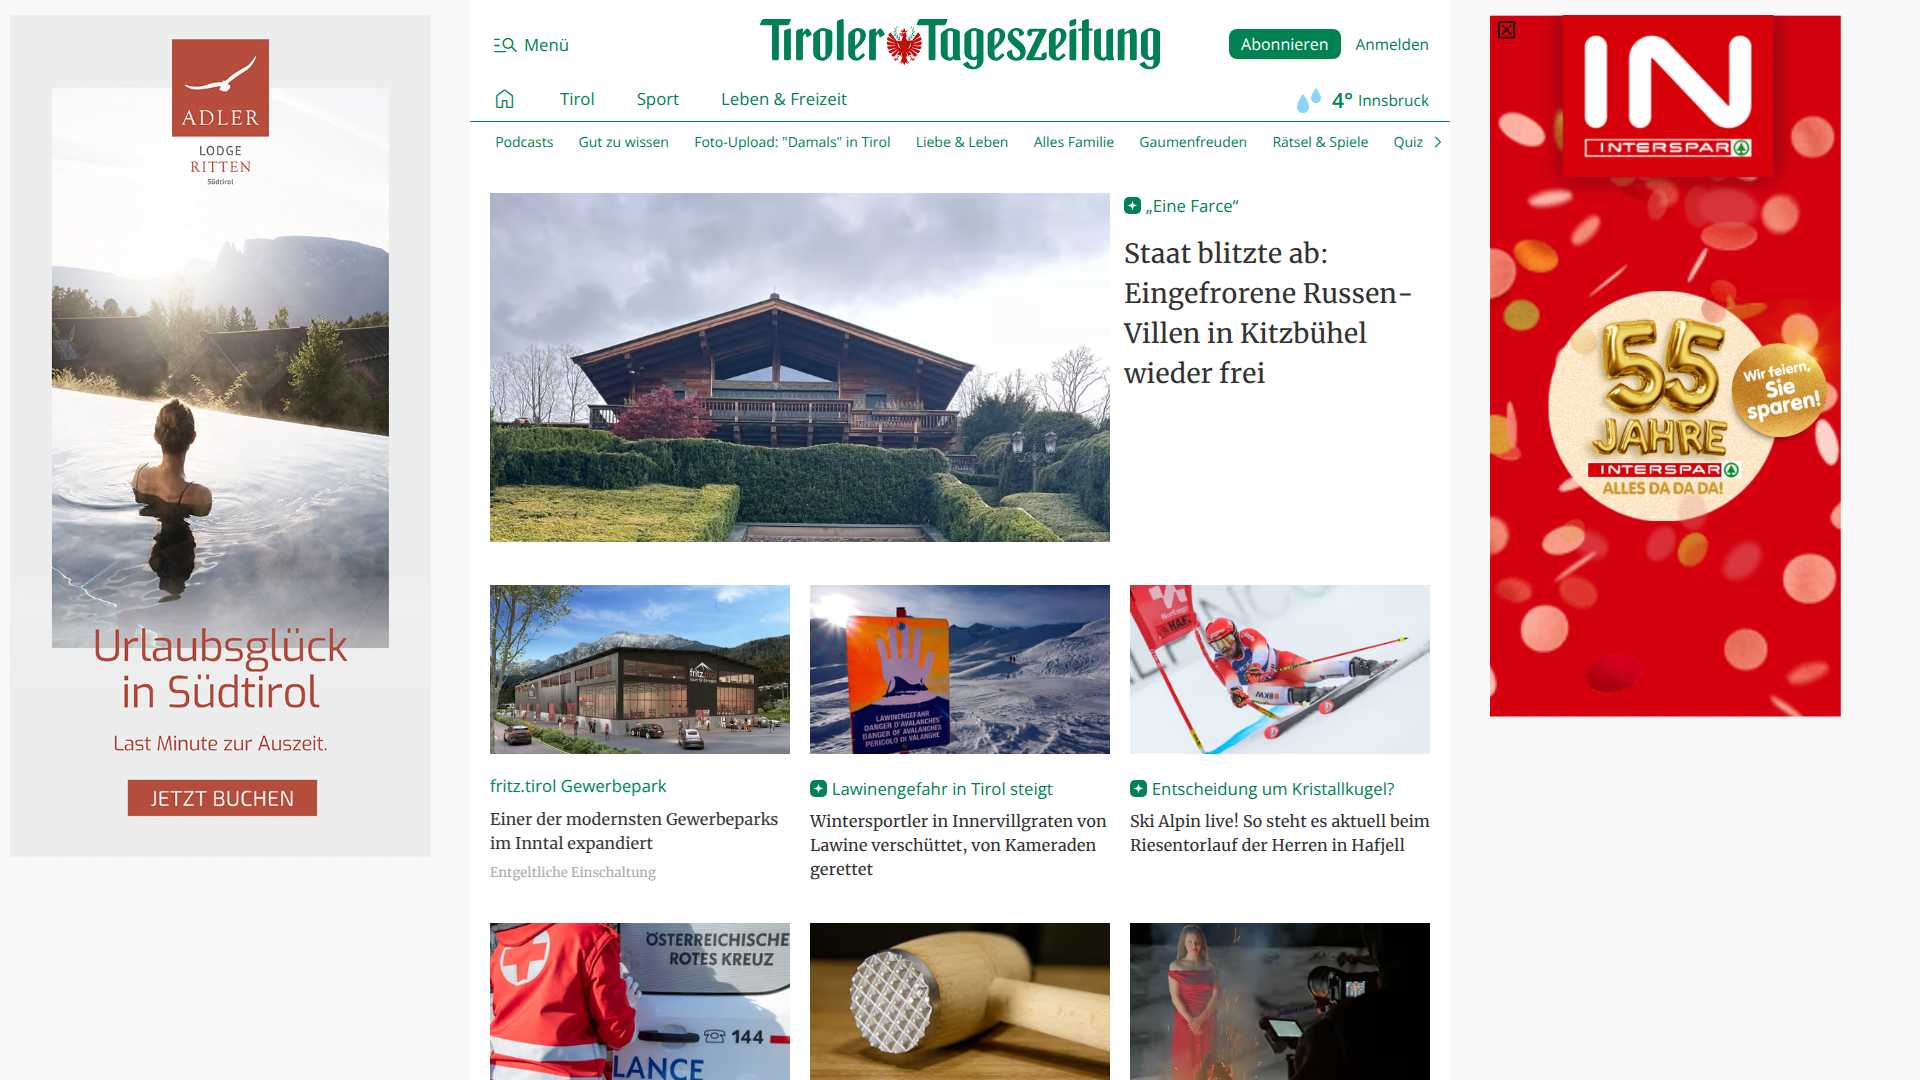 ADLER
LODGE
RITTEN
Südtirol
Urlaubsglück
in Südtirol
Last Minute zur Auszeit.
JETZT BUCHEN
Menü
Tiroler Tageszeitung
Abonnieren
Anmelden
Tirol
Sport
Leben & Freizeit
4° Innsbruck
Podcasts
Gut zu wissen
Foto-Upload: "Damals" in Tirol
Liebe & Leben
Alles Familie
Gaumenfreuden
Rätsel & Spiele
Quiz
„Eine Farce“
Staat blitzte ab:
Eingefrorene Russen-
Villen in Kitzbühel
wieder frei
fritz.tirol
LAWINENGEFAHR
DANGER D'AVALANCHES
DANGER OF AVALANCHES
PERICOLO DI VALANGHE
BKW
fritz.tirol Gewerbepark
Einer der modernsten Gewerbeparks
im Inntal expandiert
Entgeltliche Einschaltung
Lawinengefahr in Tirol steigt
Wintersportler in Innervillgraten von
Lawine verschüttet, von Kameraden
gerettet
Entscheidung um Kristallkugel?
Ski Alpin live! So steht es aktuell beim
Riesentorlauf der Herren in Hafjell
ÖSTERREICHISCHE
ROTES KREUZ
144
LANCE
IN
INTERSPAR
55
JAHRE
INTERSPAR
ALLES DA DA DA!
Wir feiern,
Sie
sparen!